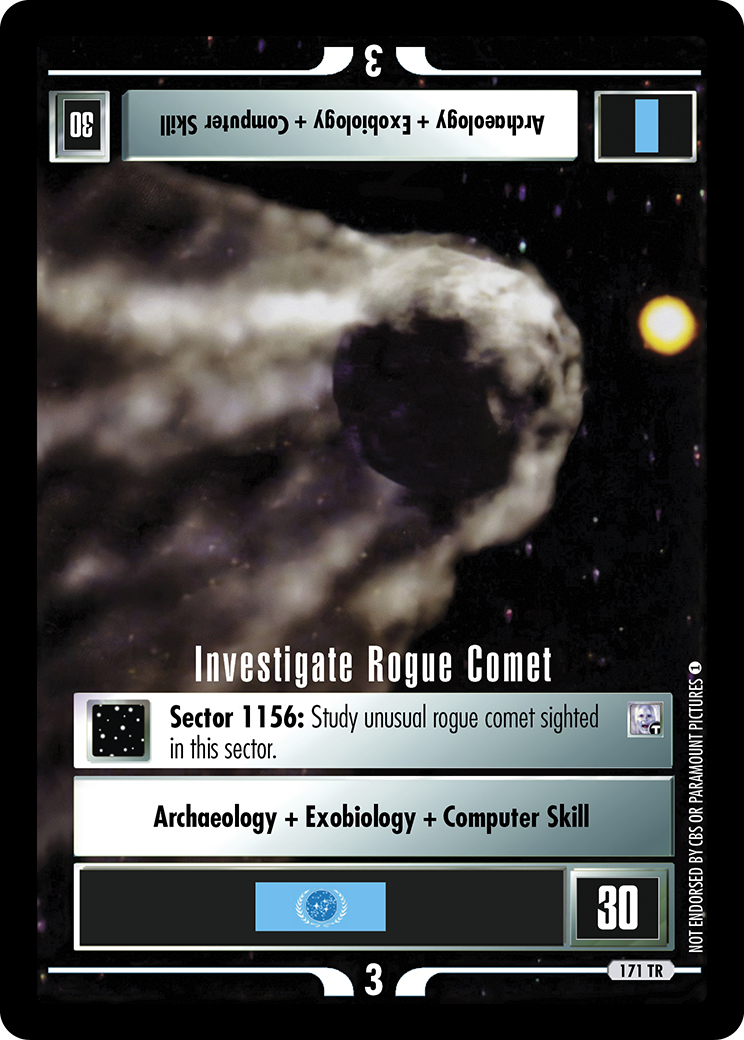 3
30
Archaeology + Exobiology + Computer Skill
Investigate Rogue Comet
Sector 1156: Study unusual rogue comet sighted
in this sector.
T
Archaeology + Exobiology + Computer Skill
30
NOT ENDORSED BY CBS OR PARAMOUNT PICTURES 1
171 TR
3